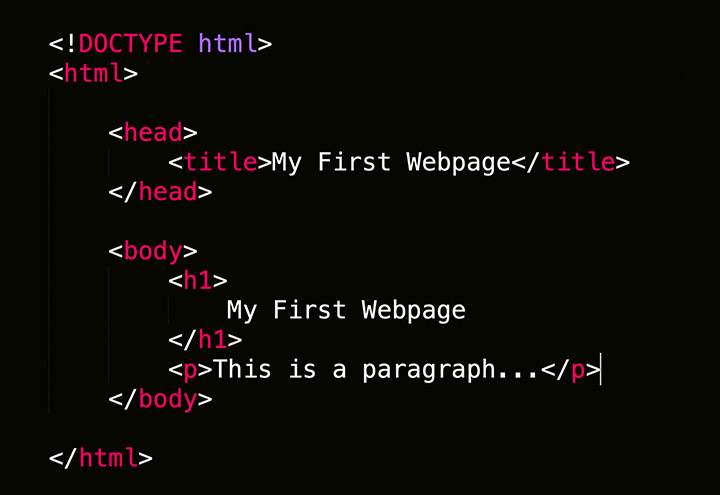 <!DOCTYPE html>
<html>
<head>
<title>My First Webpage</title>
</head>
<body>
<h1>
My First Webpage
</h1>
<p>This is a paragraph...</p>
</body>
</html>